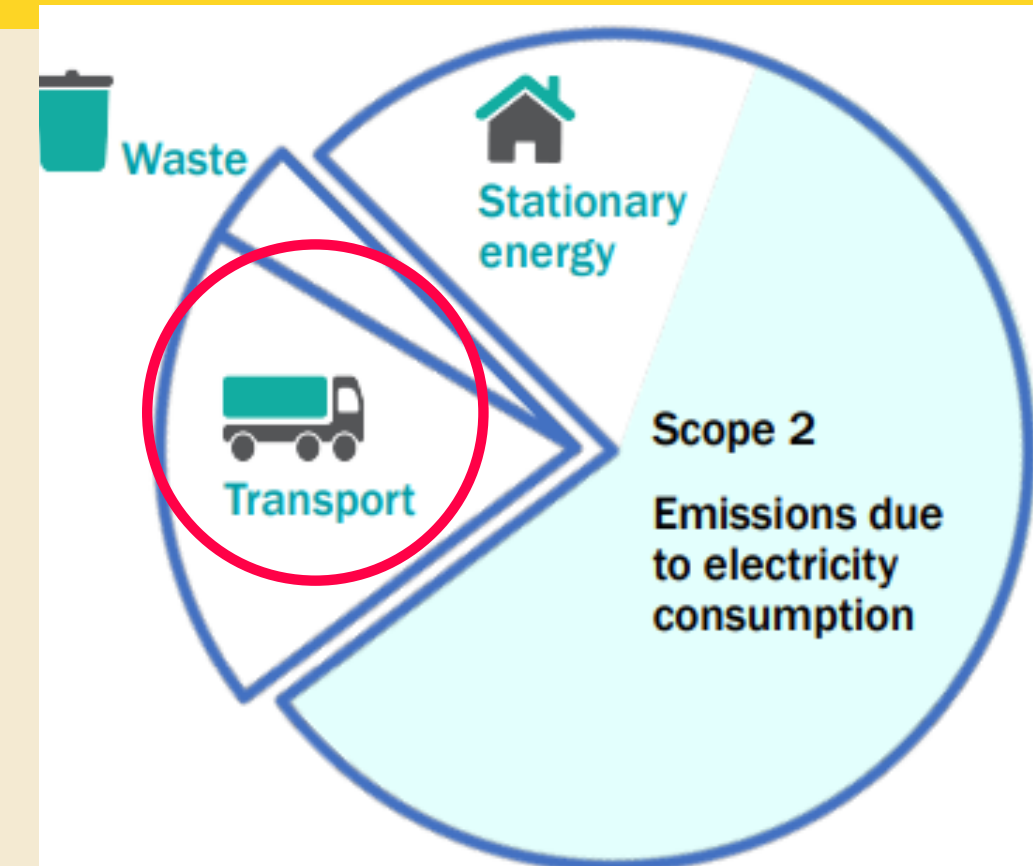 Waste
Stationary
energy
Transport
Scope 2
Emissions due
to electricity
consumption